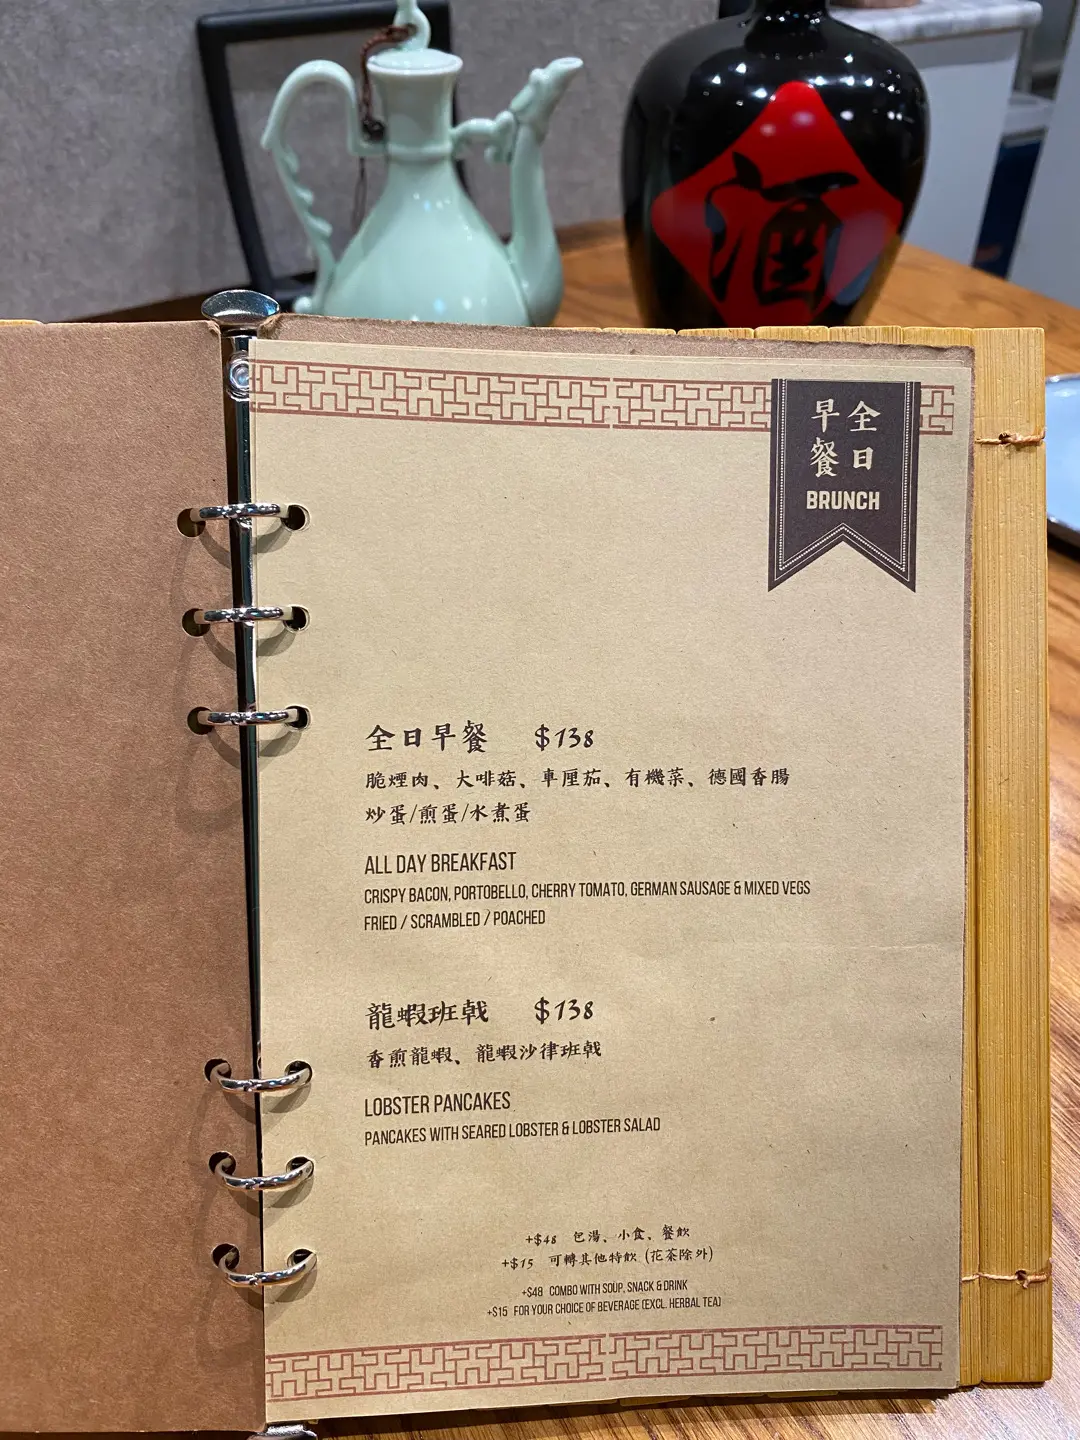 酒
全日
早餐
BRUNCH
全日早餐 $138
脆煙肉、大啡菇、車厘茄、有機菜、德國香腸
炒蛋/煎蛋/水煮蛋
ALL DAY BREAKFAST
CRISPY BACON, PORTOBELLO, CHERRY TOMATO, GERMAN SAUSAGE & MIXED VEGS
FRIED / SCRAMBLED / POACHED
龍蝦班戟 $138
香煎龍蝦、龍蝦沙律班戟
LOBSTER PANCAKES
PANCAKES WITH SEARED LOBSTER & LOBSTER SALAD
+$48 包湯、小食、餐飲
+$15 可轉其他特飲 (花茶除外)
+$48 COMBO WITH SOUP, SNACK & DRINK
+$15 FOR YOUR CHOICE OF BEVERAGE (EXCL. HERBAL TEA)